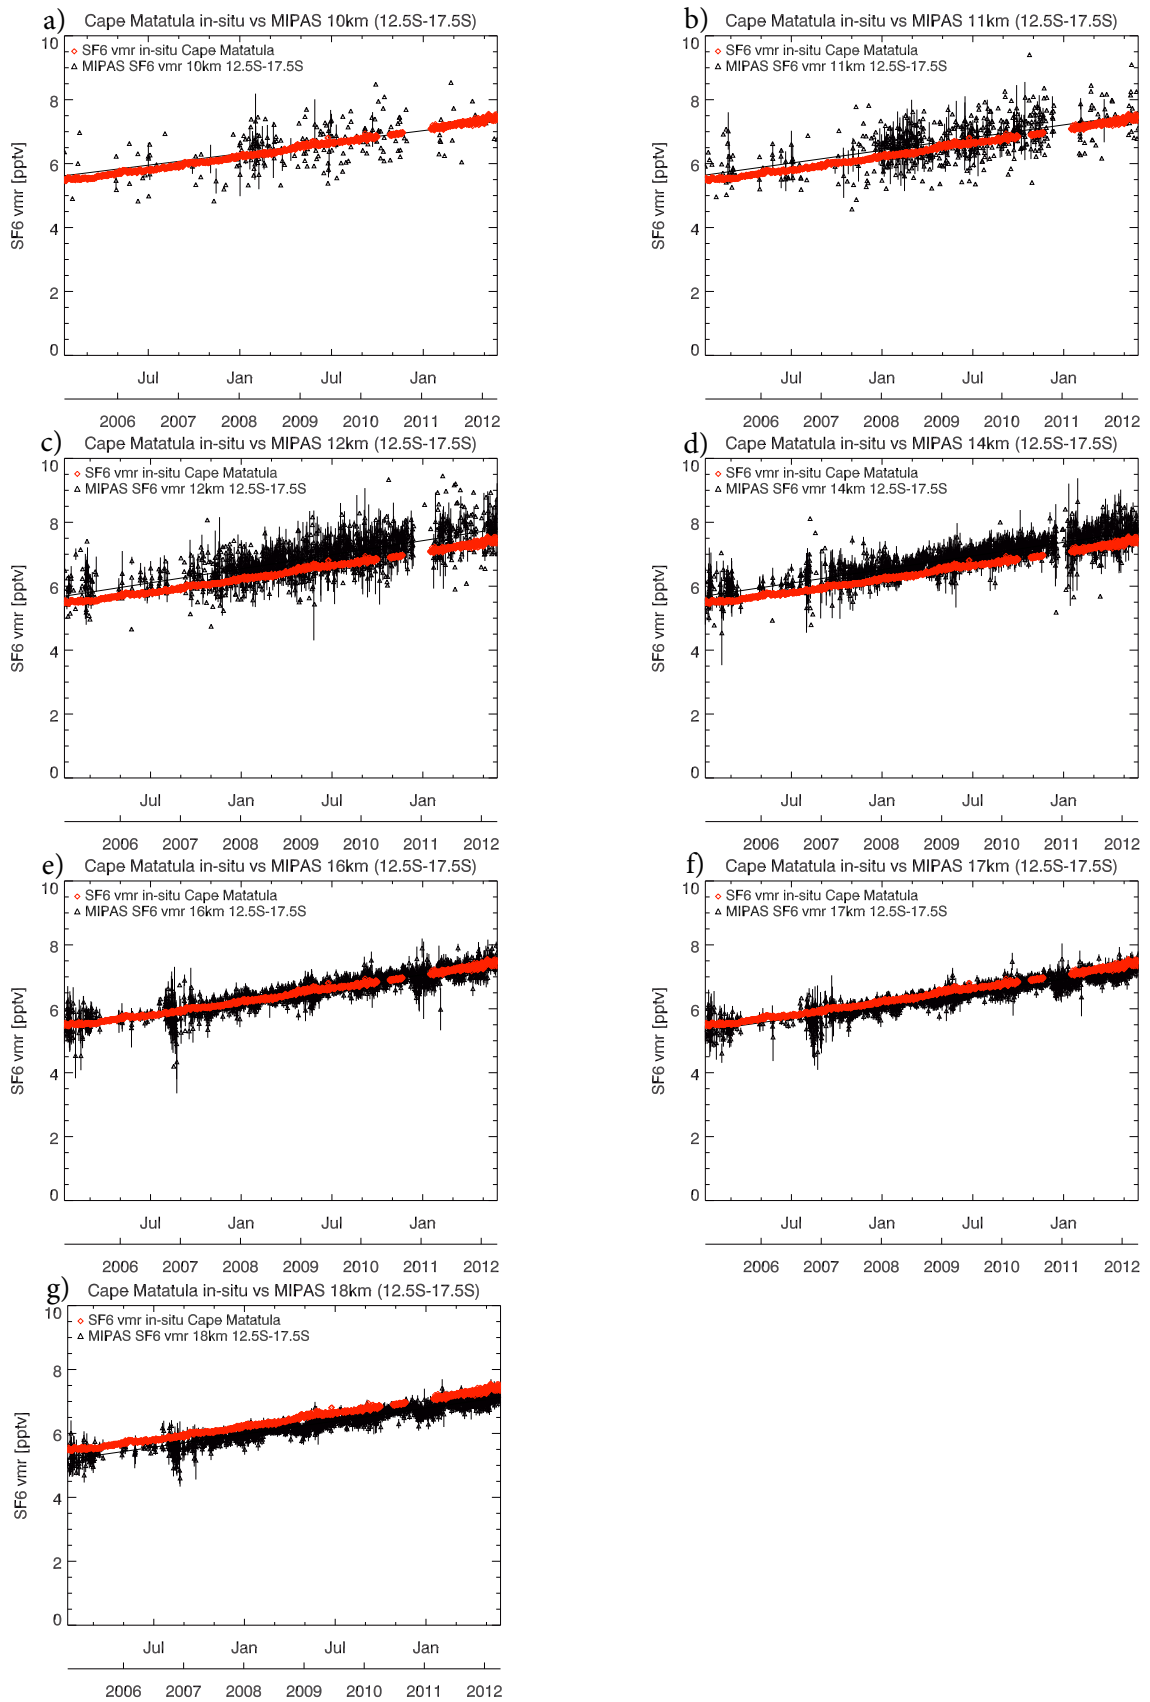 a)
Cape Matatula in-situ vs MIPAS 10km (12.5S-17.5S)
SF6 vmr in-situ Cape Matatula
MIPAS SF6 vmr 10km 12.5S-17.5S
10
8
6
4
2
0
SF6 vmr [pptv]
Jul Jan Jul Jan
2006 2007 2008 2009 2010 2011 2012
b)
Cape Matatula in-situ vs MIPAS 11km (12.5S-17.5S)
SF6 vmr in-situ Cape Matatula
MIPAS SF6 vmr 11km 12.5S-17.5S
10
8
6
4
2
0
SF6 vmr [pptv]
Jul Jan Jul Jan
2006 2007 2008 2009 2010 2011 2012
c)
Cape Matatula in-situ vs MIPAS 12km (12.5S-17.5S)
SF6 vmr in-situ Cape Matatula
MIPAS SF6 vmr 12km 12.5S-17.5S
10
8
6
4
2
0
SF6 vmr [pptv]
Jul Jan Jul Jan
2006 2007 2008 2009 2010 2011 2012
d)
Cape Matatula in-situ vs MIPAS 14km (12.5S-17.5S)
SF6 vmr in-situ Cape Matatula
MIPAS SF6 vmr 14km 12.5S-17.5S
10
8
6
4
2
0
SF6 vmr [pptv]
Jul Jan Jul Jan
2006 2007 2008 2009 2010 2011 2012
e)
Cape Matatula in-situ vs MIPAS 16km (12.5S-17.5S)
SF6 vmr in-situ Cape Matatula
MIPAS SF6 vmr 16km 12.5S-17.5S
10
8
6
4
2
0
SF6 vmr [pptv]
Jul Jan Jul Jan
2006 2007 2008 2009 2010 2011 2012
f)
Cape Matatula in-situ vs MIPAS 17km (12.5S-17.5S)
SF6 vmr in-situ Cape Matatula
MIPAS SF6 vmr 17km 12.5S-17.5S
10
8
6
4
2
0
SF6 vmr [pptv]
Jul Jan Jul Jan
2006 2007 2008 2009 2010 2011 2012
g)
Cape Matatula in-situ vs MIPAS 18km (12.5S-17.5S)
SF6 vmr in-situ Cape Matatula
MIPAS SF6 vmr 18km 12.5S-17.5S
10
8
6
4
2
0
SF6 vmr [pptv]
Jul Jan Jul Jan
2006 2007 2008 2009 2010 2011 2012